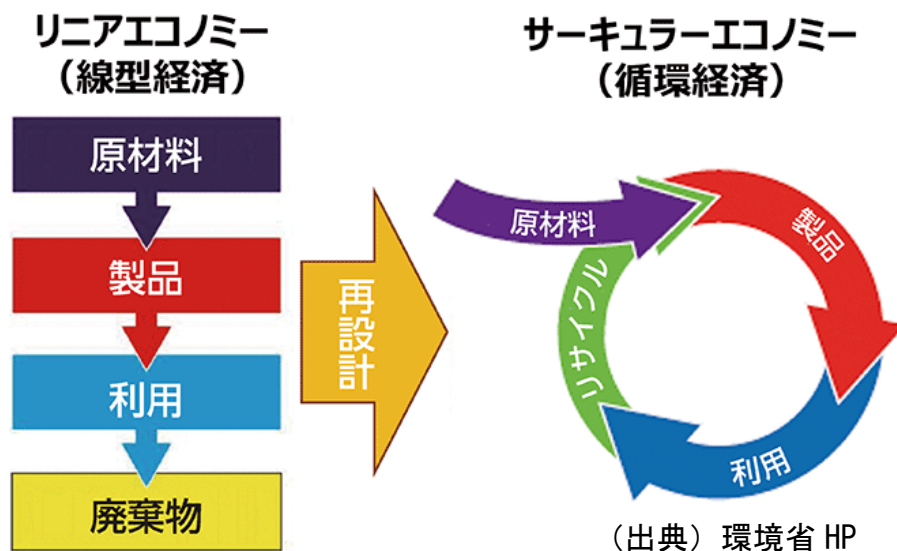 リニアエコノミー
（線型経済）
原材料
製品
利用
廃棄物
再設計
サーキュラーエコノミー
（循環経済）
原材料
製品
利用
リサイクル
（出典）環境省 HP